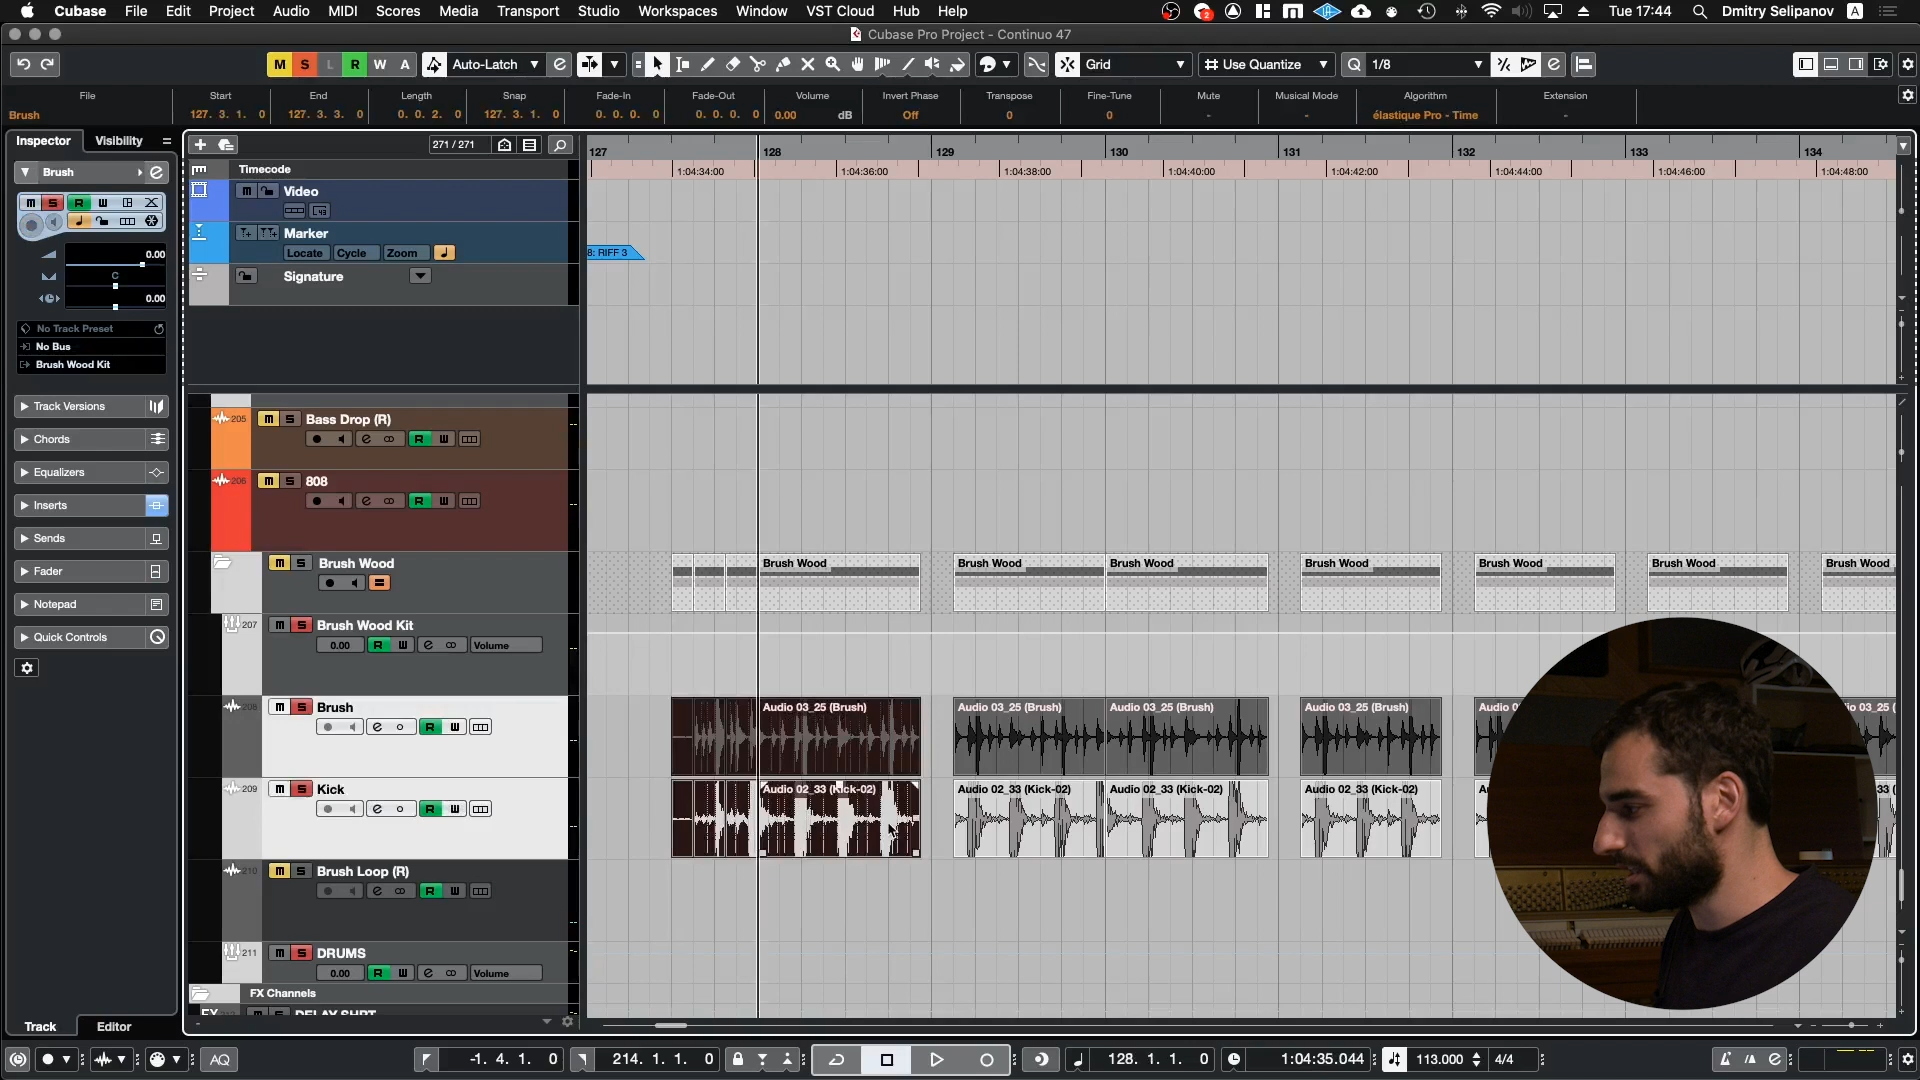 Cubase File Edit Project Audio MIDI Scores Media Transport Studio Workspaces Window VST Cloud Hub Help
2 Tue 17:44 Dmitry Selipanov A
Cubase Pro Project - Continuo 47
M S L R W A Auto-Latch Grid Use Quantize 1/8
File Start End Length Snap Fade-In Fade-Out Volume Invert Phase Transpose Fine-Tune Mute Musical Mode Algorithm Extension
Brush 127. 3. 1. 0 127. 3. 3. 0 0. 0. 2. 0 127. 3. 1. 0 0. 0. 0. 0 0. 0. 0. 0 0.00 dB Off 0 0 - - élastique Pro - Time -
Inspector Visibility
271 / 271
127 128 129 130 131 132 133 134
Timecode
1:04:34:00 1:04:36:00 1:04:38:00 1:04:40:00 1:04:42:00 1:04:44:00 1:04:46:00 1:04:48:00
Brush
m Video
M S R W
Marker
Locate Cycle Zoom
8: RIFF 3
0.00
C
0.00
Signature
No Track Preset
No Bus
Brush Wood Kit
Track Versions
Chords
Equalizers
Inserts
Sends
Fader
Notepad
Quick Controls
205 m S Bass Drop (R)
R W
206 m S 808
R W
m S Brush Wood
Brush Wood Brush Wood Brush Wood Brush Wood Brush Wood Brush Wood Brush Wood
207 m S Brush Wood Kit
0.00 R W Volume
208 m S Brush
R W
Audio 03_25 (Brush) Audio 03_25 (Brush) Audio 03_25 (Brush) Audio 03_25 (Brush)
209 m S Kick
R W
Audio 02_33 (Kick-02) Audio 02_33 (Kick-02) Audio 02_33 (Kick-02) Audio 02_33 (Kick-02)
210 m S Brush Loop (R)
R W
211 m S DRUMS
0.00 R W Volume
FX Channels
Track Editor
AQ -1. 4. 1. 0 214. 1. 1. 0 128. 1. 1. 0 1:04:35.044 113.000 4/4